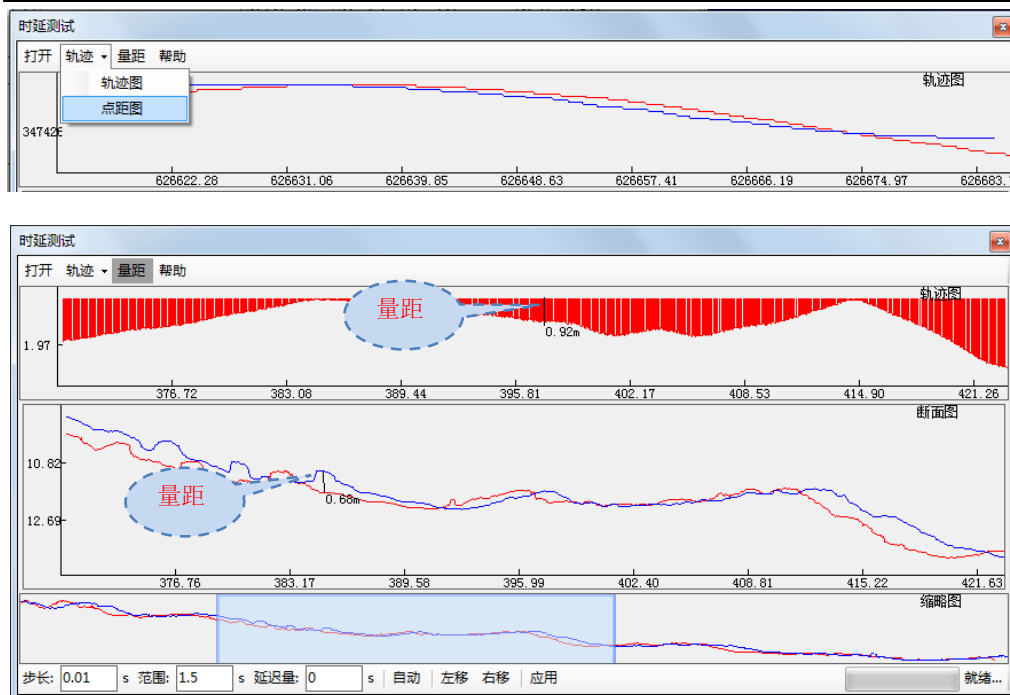 时延测试
打开 轨迹 量距 帮助
轨迹图
轨迹图
点距图
626622.28 626631.06 626639.85 626648.63 626657.41 626666.19 626674.97
时延测试
打开 轨迹 量距 帮助
轨迹图
量距
0.92m
1.97
376.72 383.08 389.44 395.81 402.17 408.53 414.90 421.26
断面图
10.82
量距
0.68m
12.69
376.76 383.17 389.58 395.99 402.40 408.81 415.22 421.63
缩略图
步长: 0.01 s 范围: 1.5 s 延迟量: 0 s 自动 左移 右移 应用 就绪...